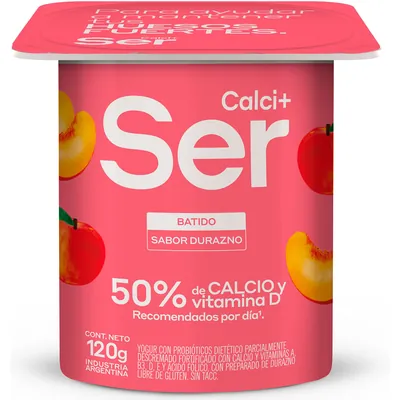 Para ayudar
a mantener
tus
HUESOS
FUERTES.
Ser
Calci+
Ser
BATIDO
SABOR DURAZNO
50% de CALCIO y
vitamina D
Recomendados por día¹.
CONT. NETO
120g
INDUSTRIA
ARGENTINA
YOGUR CON PROBIÓTICOS DIETÉTICO PARCIALMENTE
DESCREMADO FORTIFICADO CON CALCIO Y VITAMINAS A
B3, D, E Y ÁCIDO FÓLICO, CON PREPARADO DE DURAZNO
LIBRE DE GLUTEN. SIN TACC.